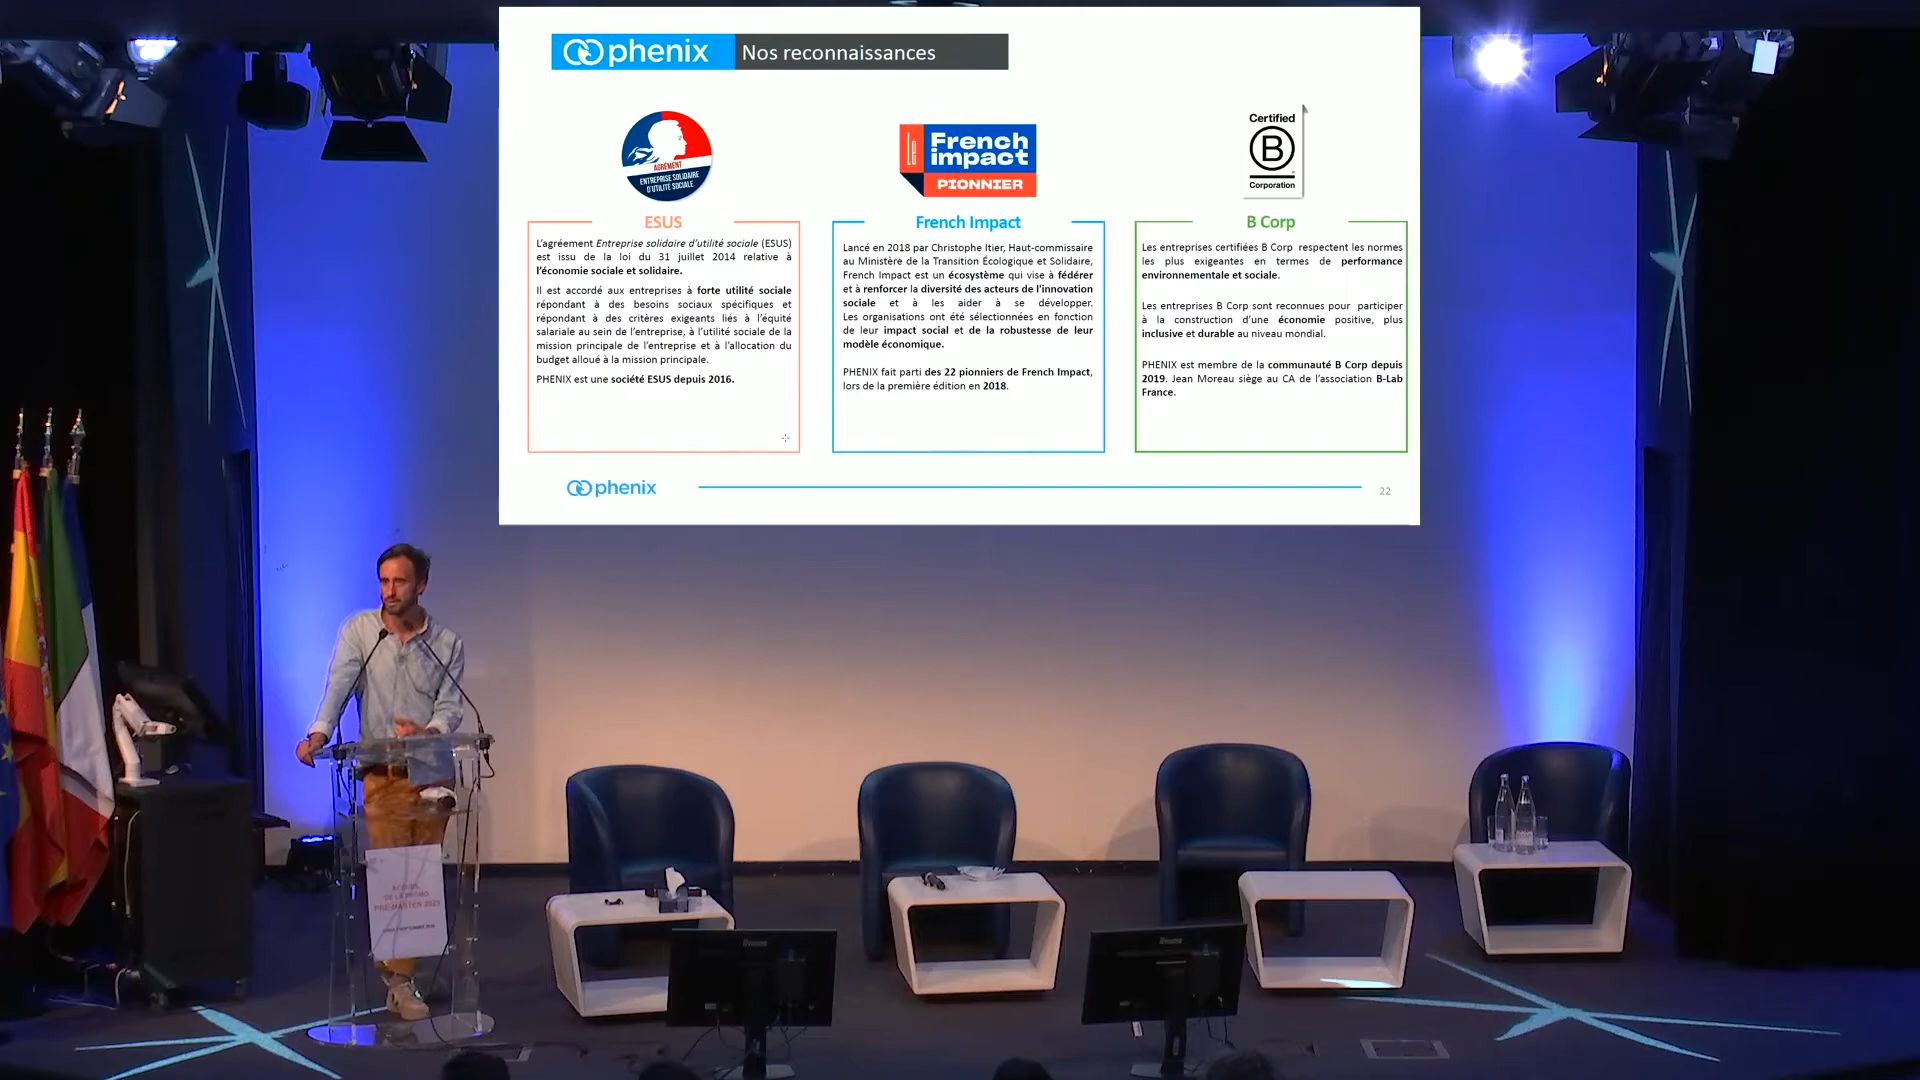 phenix Nos reconnaissances
AGRÉMENT
ENTREPRISE SOLIDAIRE
D'UTILITÉ SOCIALE
le
French
impact
PIONNIER
Certified
B
Corporation
ESUS
L'agréement Entreprise solidaire d'utilité sociale (ESUS)
est issu de la loi du 31 juillet 2014 relative à
l'économie sociale et solidaire.
Il est accordé aux entreprises à forte utilité sociale
répondant à des besoins sociaux spécifiques et
répondant à des critères exigeants liés à l'équité
salariale au sein de l'entreprise, à l'utilité sociale de la
mission principale de l'entreprise et à l'allocation du
budget alloué à la mission principale.
PHENIX est une société ESUS depuis 2016.
French Impact
Lancé en 2018 par Christophe Itier, Haut-commissaire
au Ministère de la Transition Écologique et Solidaire,
French Impact est un écosystème qui vise à fédérer
et à renforcer la diversité des acteurs de l'innovation
sociale et à les aider à se développer.
Les organisations ont été sélectionnées en fonction
de leur impact social et de la robustesse de leur
modèle économique.
PHENIX fait parti des 22 pionniers de French Impact,
lors de la première édition en 2018.
B Corp
Les entreprises certifiées B Corp respectent les normes
les plus exigeantes en termes de performance
environnementale et sociale.
Les entreprises B Corp sont reconnues pour participer
à la construction d'une économie positive, plus
inclusive et durable au niveau mondial.
PHENIX est membre de la communauté B Corp depuis
2019. Jean Moreau siège au CA de l'association B-Lab
France.
phenix
22
ACCUEIL
DE LA PROMO
PRE-MASTER